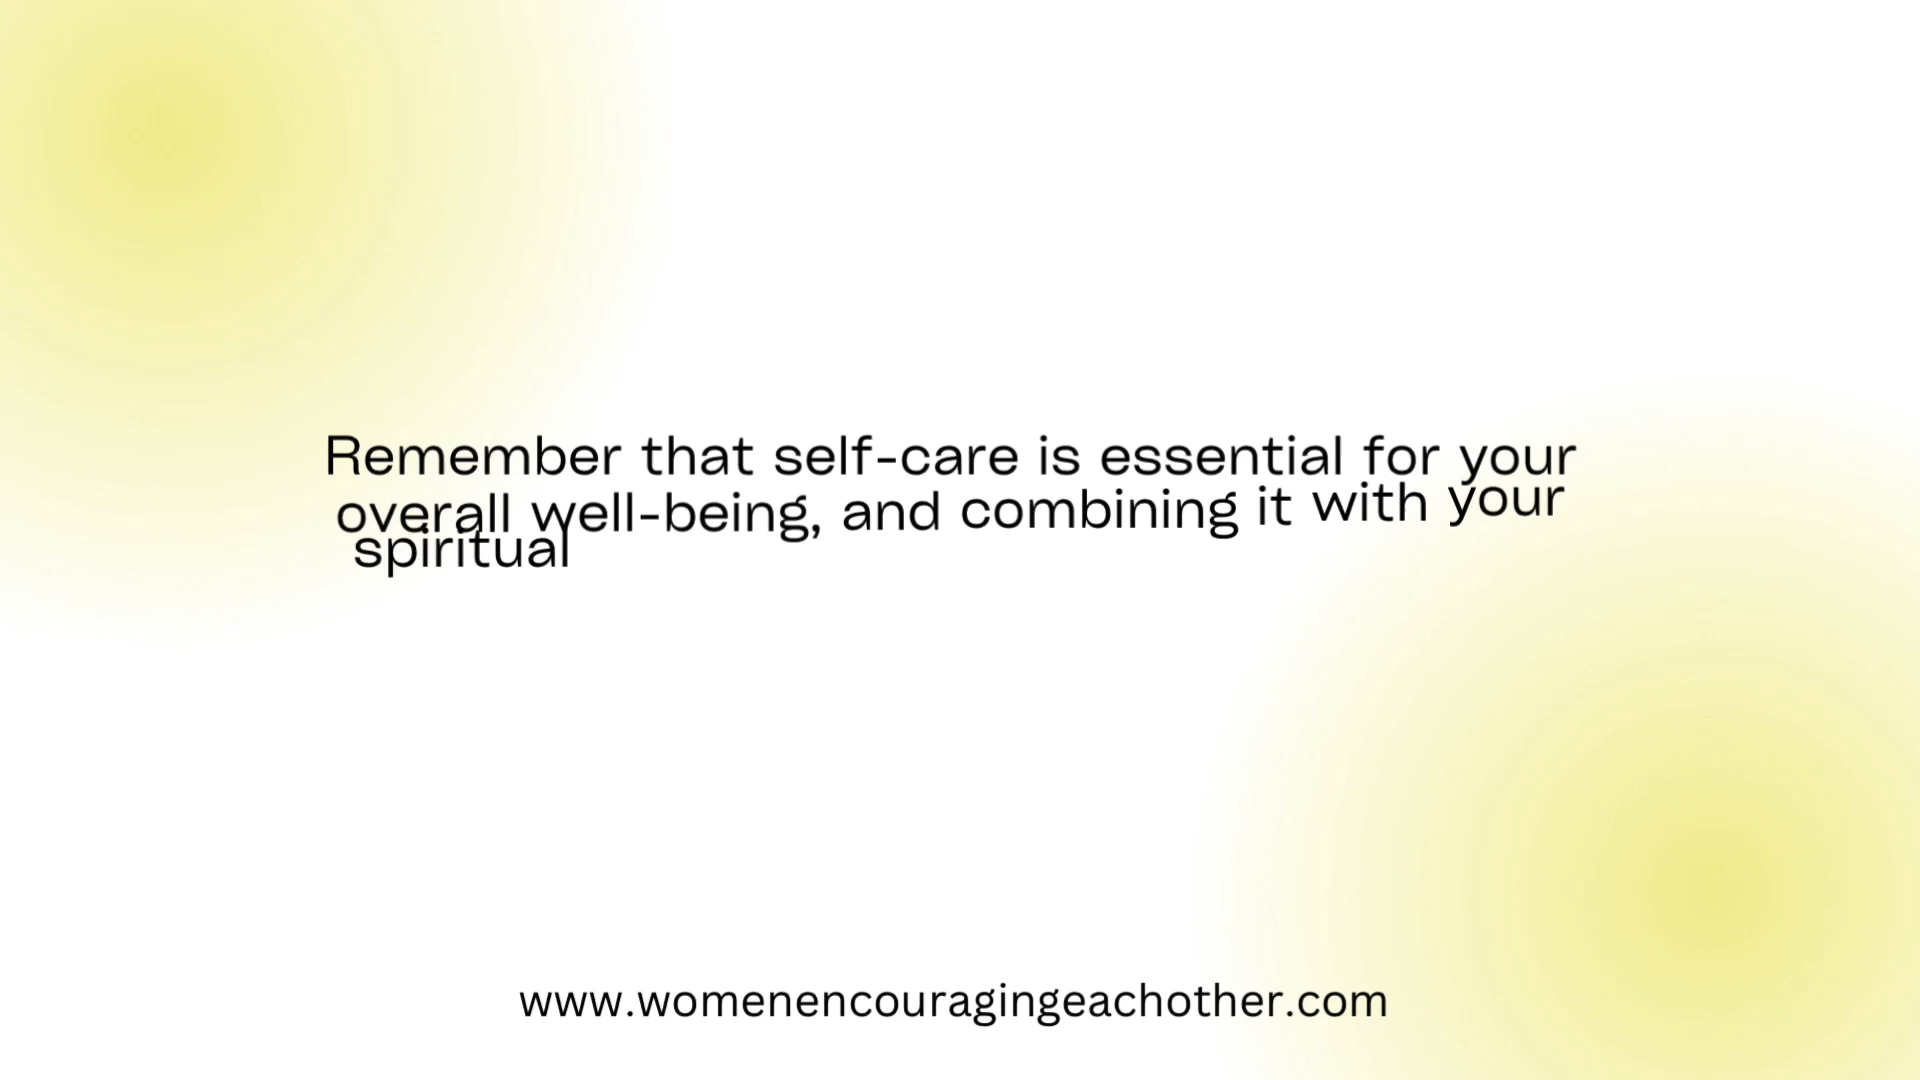 Remember that self-care is essential for your
overall well-being, and combining it with your
spiritual
www.womenencouragingeachother.com